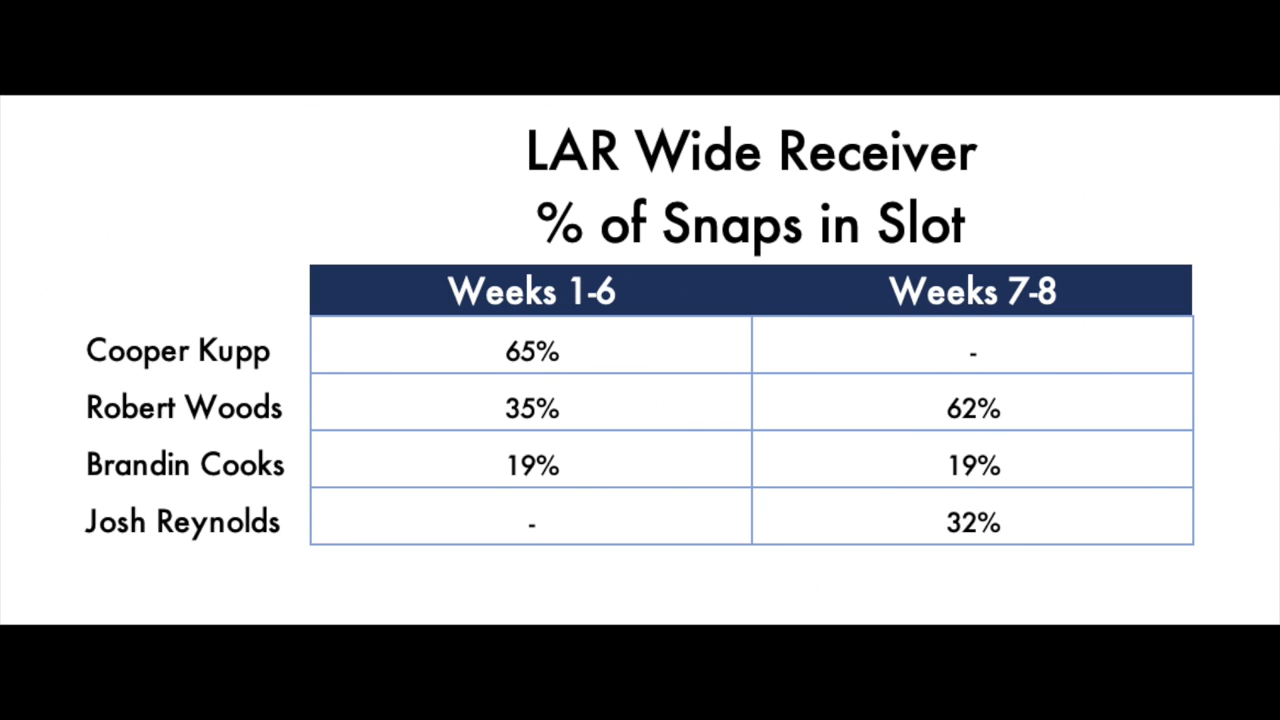 LAR Wide Receiver
% of Snaps in Slot
Weeks 1-6 Weeks 7-8
Cooper Kupp 65% -
Robert Woods 35% 62%
Brandin Cooks 19% 19%
Josh Reynolds - 32%